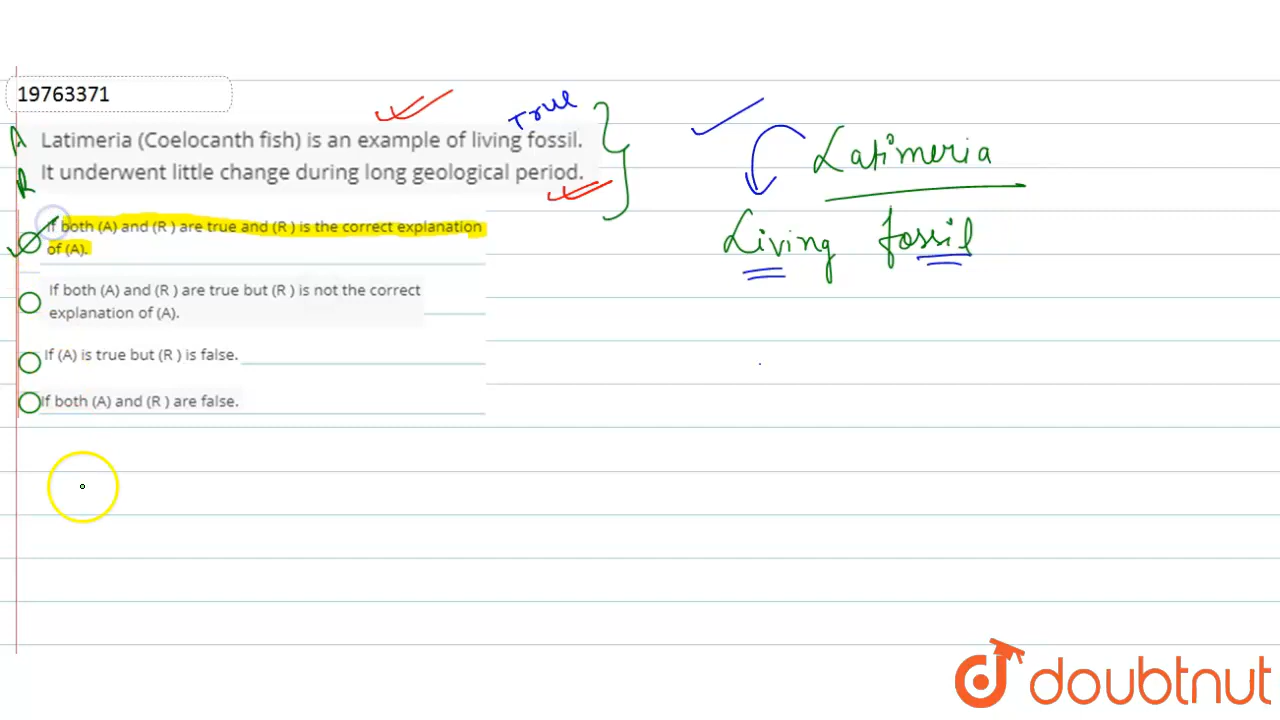 19763371
A Latimeria (Coelocanth fish) is an example of living fossil.
True
R It underwent little change during long geological period.
If both (A) and (R ) are true and (R ) is the correct explanation
of (A).
If both (A) and (R ) are true but (R ) is not the correct
explanation of (A).
If (A) is true but (R ) is false.
If both (A) and (R ) are false.
Latimeria
Living fossil
doubtnut